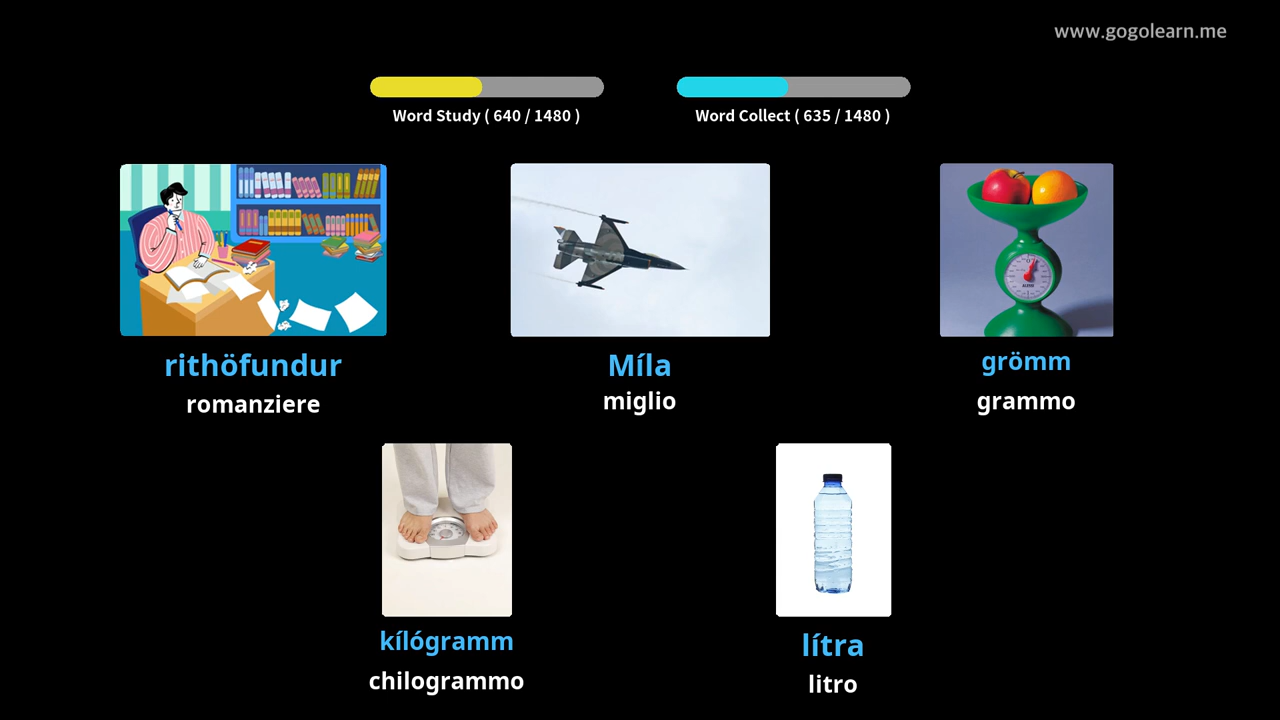 www.gogolearn.me
Word Study ( 640 / 1480 )
Word Collect ( 635 / 1480 )
rithöfundur
romanziere
Míla
miglio
grömm
grammo
kílógramm
chilogrammo
lítra
litro